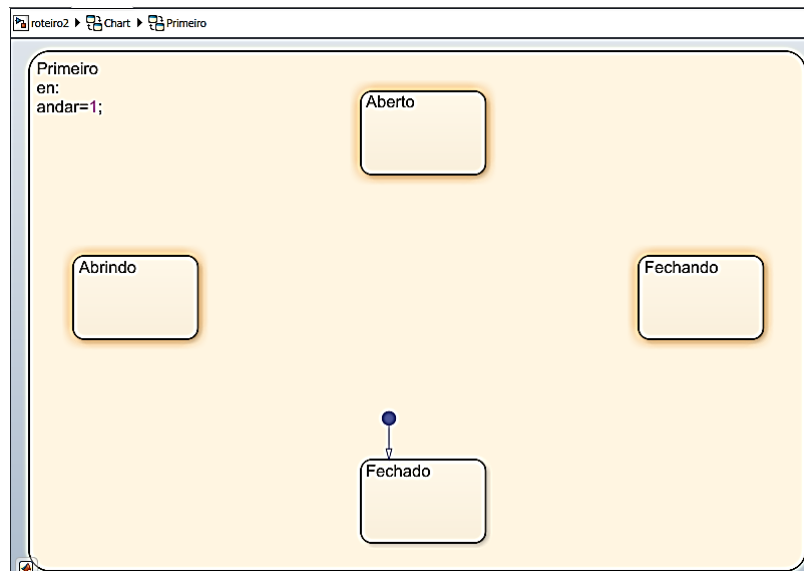 roteiro2 Chart Primeiro
Primeiro
en:
andar=1;
Aberto
Abrindo
Fechando
Fechado